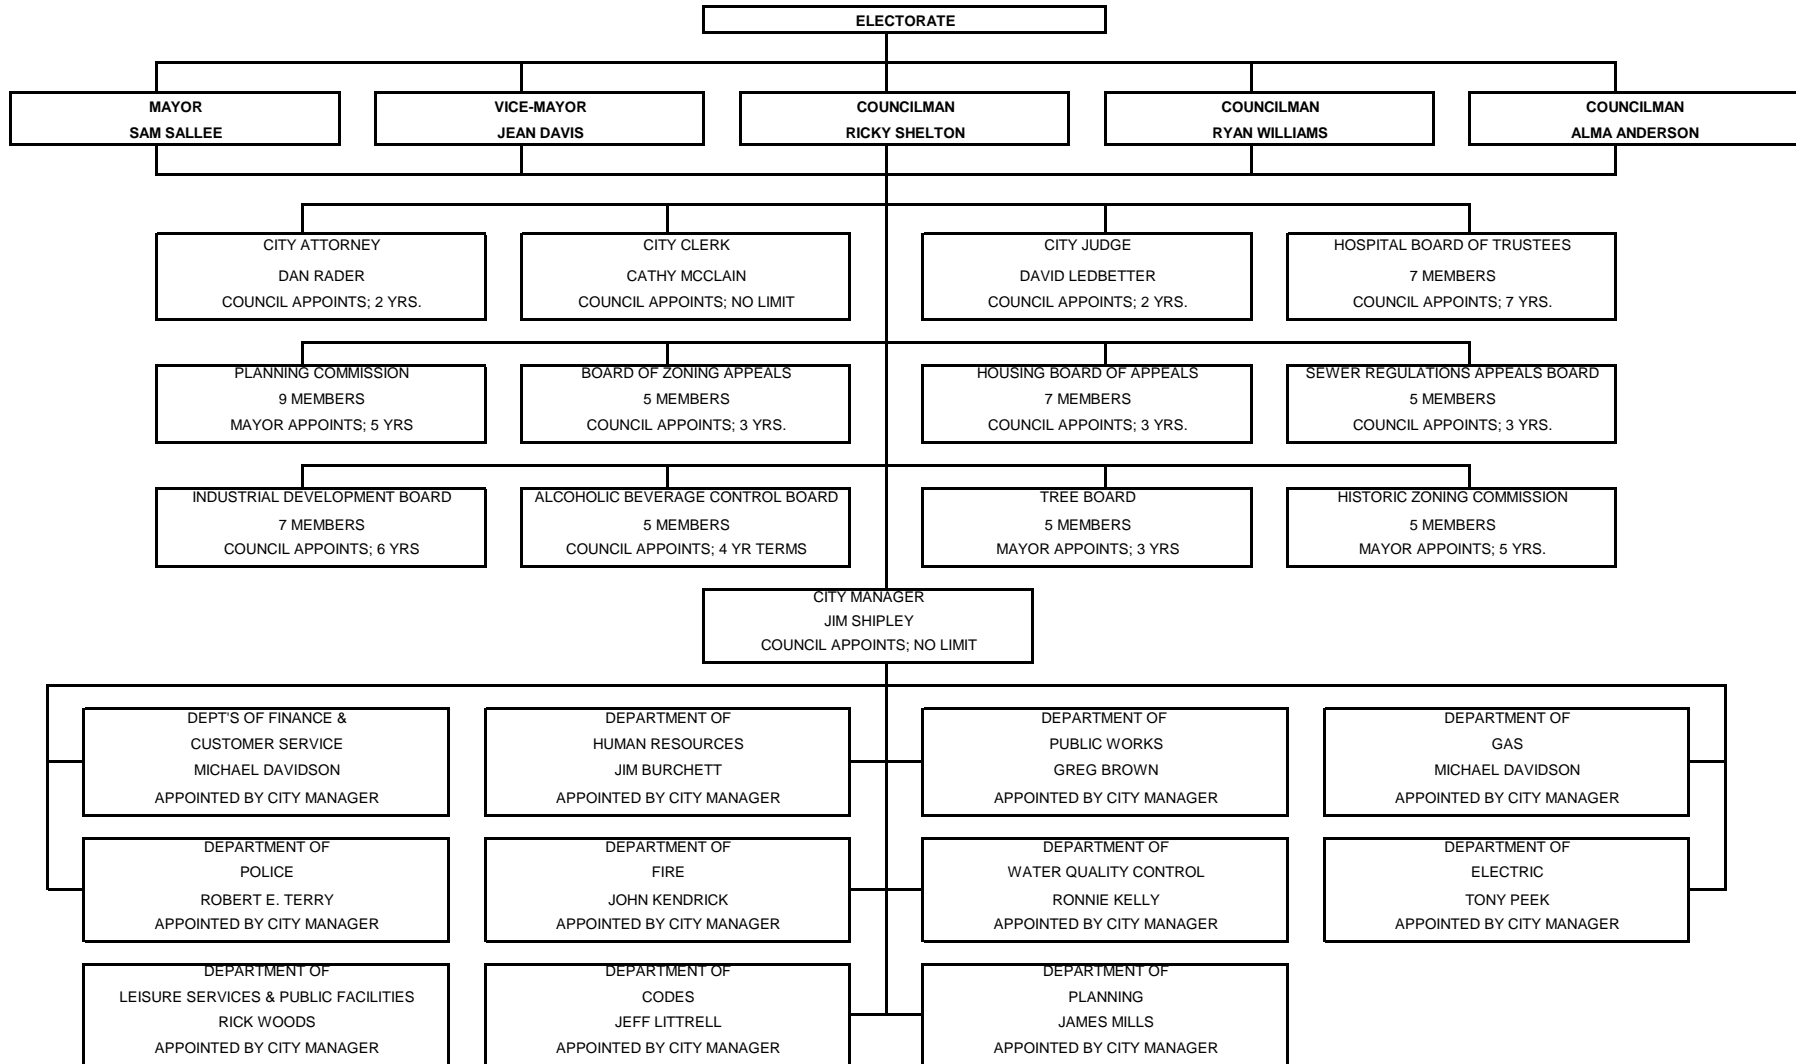 ELECTORATE
MAYOR
SAM SALLEE
VICE-MAYOR
JEAN DAVIS
COUNCILMAN
RICKY SHELTON
COUNCILMAN
RYAN WILLIAMS
COUNCILMAN
ALMA ANDERSON
CITY ATTORNEY
DAN RADER
COUNCIL APPOINTS; 2 YRS.
CITY CLERK
CATHY MCCLAIN
COUNCIL APPOINTS; NO LIMIT
CITY JUDGE
DAVID LEDBETTER
COUNCIL APPOINTS; 2 YRS.
HOSPITAL BOARD OF TRUSTEES
7 MEMBERS
COUNCIL APPOINTS; 7 YRS.
PLANNING COMMISSION
9 MEMBERS
MAYOR APPOINTS; 5 YRS
BOARD OF ZONING APPEALS
5 MEMBERS
COUNCIL APPOINTS; 3 YRS.
HOUSING BOARD OF APPEALS
7 MEMBERS
COUNCIL APPOINTS; 3 YRS.
SEWER REGULATIONS APPEALS BOARD
5 MEMBERS
COUNCIL APPOINTS; 3 YRS.
INDUSTRIAL DEVELOPMENT BOARD
7 MEMBERS
COUNCIL APPOINTS; 6 YRS
ALCOHOLIC BEVERAGE CONTROL BOARD
5 MEMBERS
COUNCIL APPOINTS; 4 YR TERMS
TREE BOARD
5 MEMBERS
MAYOR APPOINTS; 3 YRS
HISTORIC ZONING COMMISSION
5 MEMBERS
MAYOR APPOINTS; 5 YRS.
CITY MANAGER
JIM SHIPLEY
COUNCIL APPOINTS; NO LIMIT
DEPT'S OF FINANCE &
CUSTOMER SERVICE
MICHAEL DAVIDSON
APPOINTED BY CITY MANAGER
DEPARTMENT OF
HUMAN RESOURCES
JIM BURCHETT
APPOINTED BY CITY MANAGER
DEPARTMENT OF
PUBLIC WORKS
GREG BROWN
APPOINTED BY CITY MANAGER
DEPARTMENT OF
GAS
MICHAEL DAVIDSON
APPOINTED BY CITY MANAGER
DEPARTMENT OF
POLICE
ROBERT E. TERRY
APPOINTED BY CITY MANAGER
DEPARTMENT OF
FIRE
JOHN KENDRICK
APPOINTED BY CITY MANAGER
DEPARTMENT OF
WATER QUALITY CONTROL
RONNIE KELLY
APPOINTED BY CITY MANAGER
DEPARTMENT OF
ELECTRIC
TONY PEEK
APPOINTED BY CITY MANAGER
DEPARTMENT OF
LEISURE SERVICES & PUBLIC FACILITIES
RICK WOODS
APPOINTED BY CITY MANAGER
DEPARTMENT OF
CODES
JEFF LITTRELL
APPOINTED BY CITY MANAGER
DEPARTMENT OF
PLANNING
JAMES MILLS
APPOINTED BY CITY MANAGER